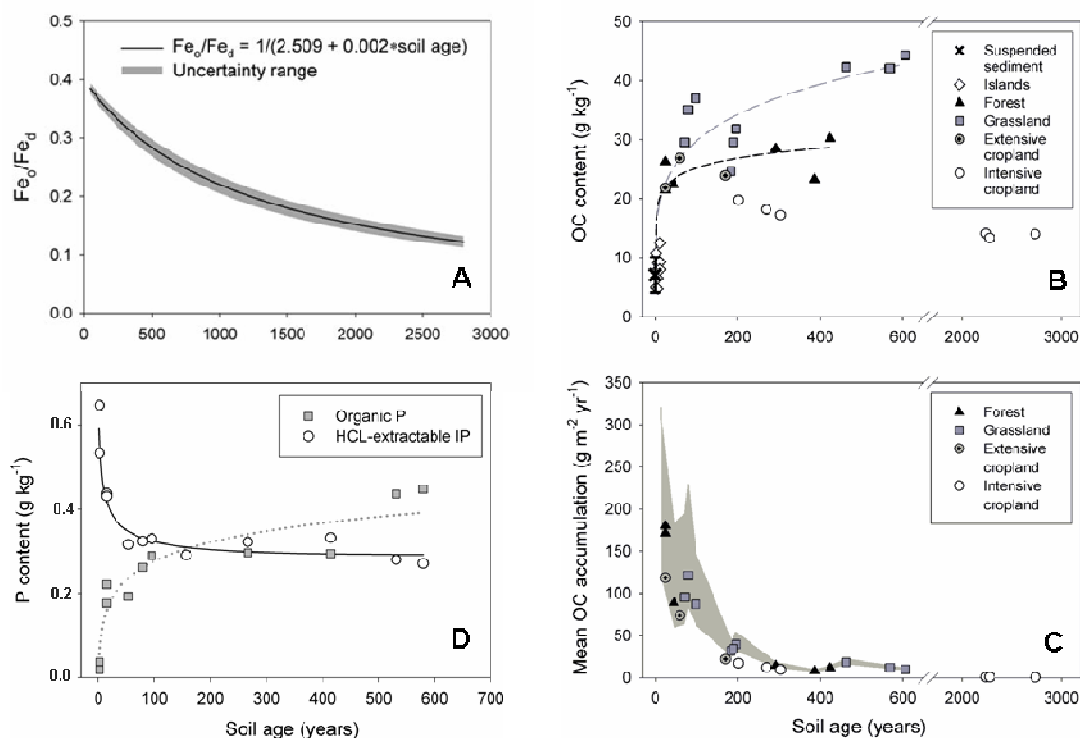 0.5
0.4
0.3
0.2
0.1
0.0
Feo/Fed
Feo/Fed = 1/(2.509 + 0.002*soil age)
Uncertainty range
A
0 500 1000 1500 2000 2500 3000
50
40
30
20
10
0
OC content (g kg-1)
Suspended
sediment
Islands
Forest
Grassland
Extensive
cropland
Intensive
cropland
B
0 200 400 600 2000 3000
0.6
0.4
0.2
0.0
P content (g kg-1)
Organic P
HCL-extractable IP
D
0 100 200 300 400 500 600 700
Soil age (years)
350
300
250
200
150
100
50
0
Mean OC accumulation (g m-2 yr-1)
Forest
Grassland
Extensive
cropland
Intensive
cropland
C
0 200 400 600 2200 3000
Soil age (years)